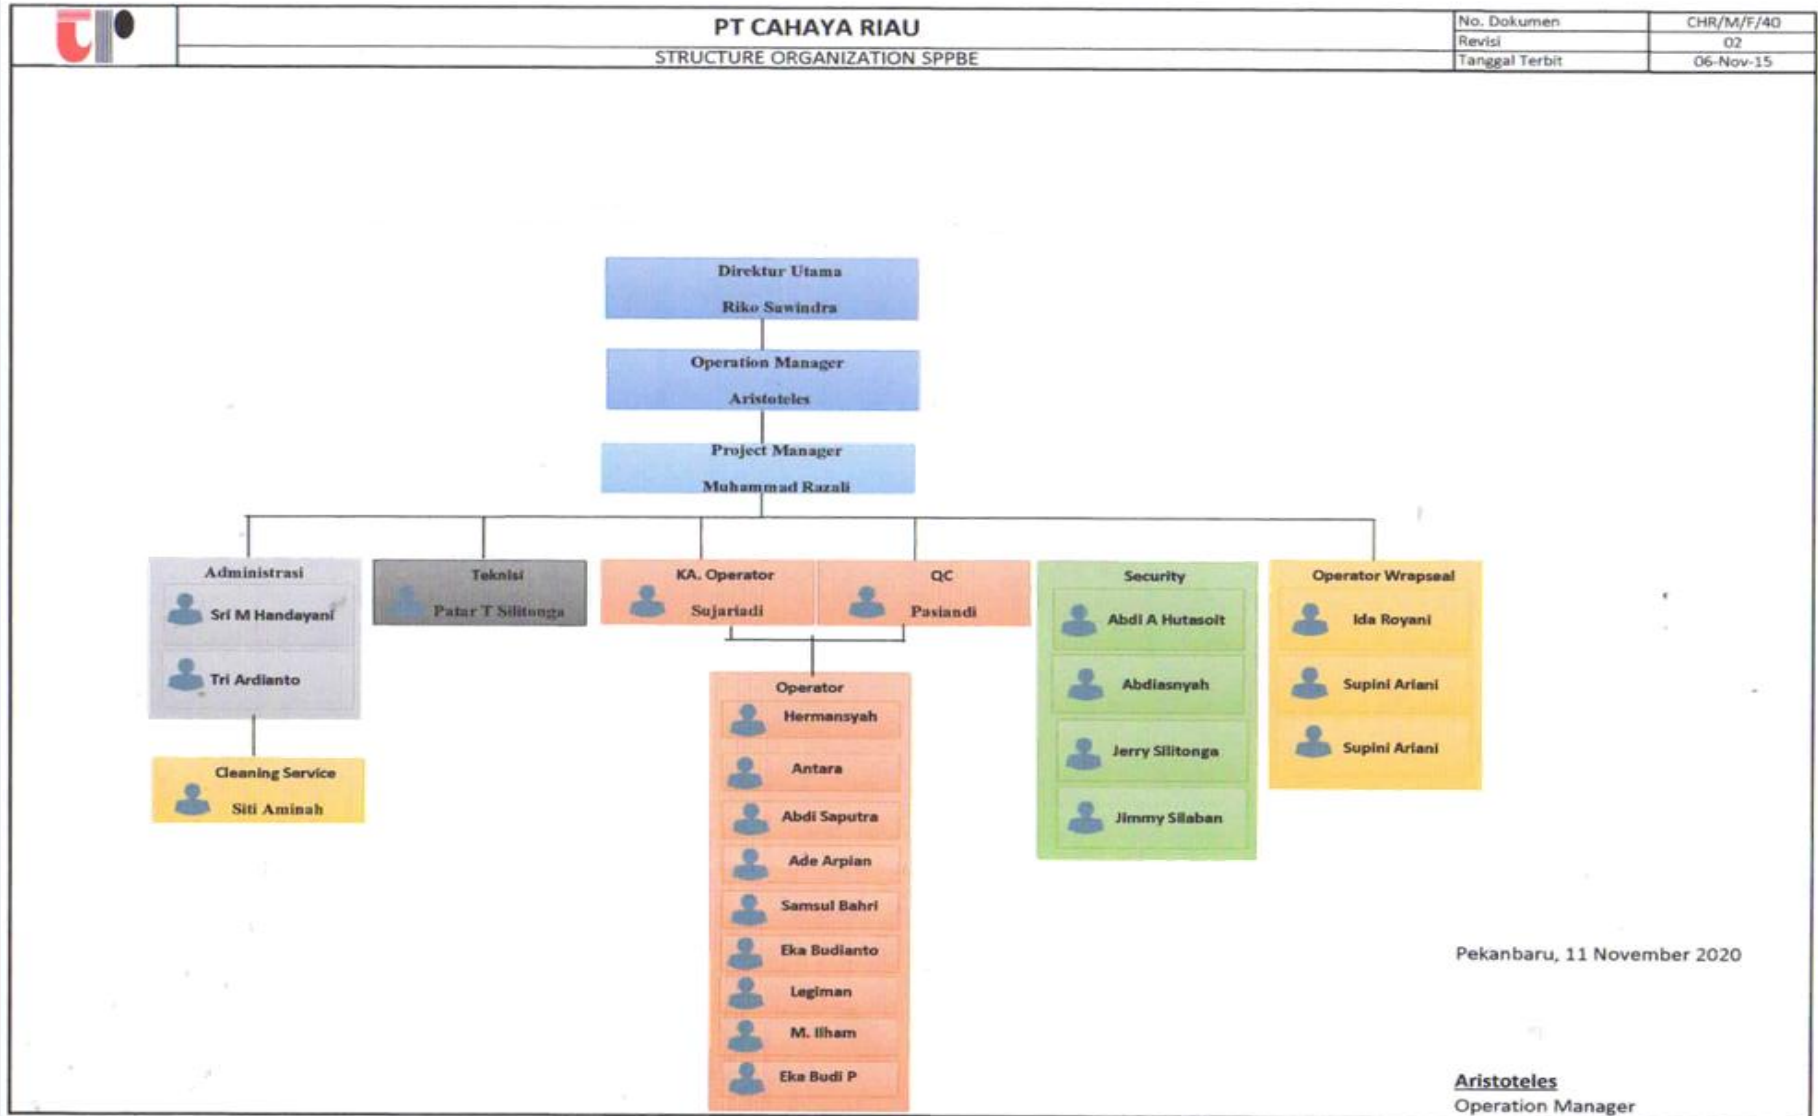 PT CAHAYA RIAU
STRUCTURE ORGANIZATION SPPBE
No. Dokumen CHR/M/F/40
Revisi 02
Tanggal Terbit 06-Nov-15
Direktur Utama
Riko Sawindra
Operation Manager
Aristoteles
Project Manager
Muhammad Razali
Administrasi
Sri M Handayani
Tri Ardianto
Cleaning Service
Siti Aminah
Teknisi
Patar T Silitonga
KA. Operator
Sujariadi
QC
Pasiandi
Operator
Hermansyah
Antara
Abdi Saputra
Ade Arpian
Samsul Bahri
Eka Budianto
Legiman
M. Ilham
Eka Budi P
Security
Abdi A Hutasoit
Abdiasnyah
Jerry Silitonga
Jimmy Silaban
Operator Wrapseal
Ida Royani
Supini Ariani
Supini Ariani
Pekanbaru, 11 November 2020
Aristoteles
Operation Manager